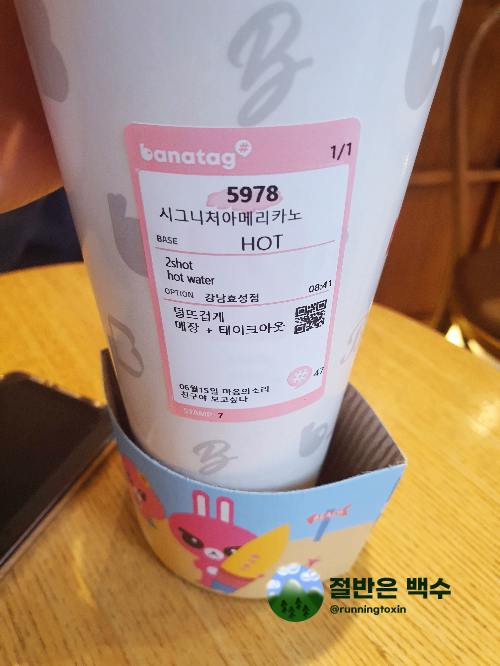 banatag#
1/1
5978
시그니처아메리카노
BASE HOT
2shot
hot water
OPTION 강남효성점 08:41
덜뜨겁게
매장 + 테이크아웃
# 47
06월15일 마음의소리
친구야 보고싶다
STAMP 7
B
BEACH
절반은 백수
@runningtoxin